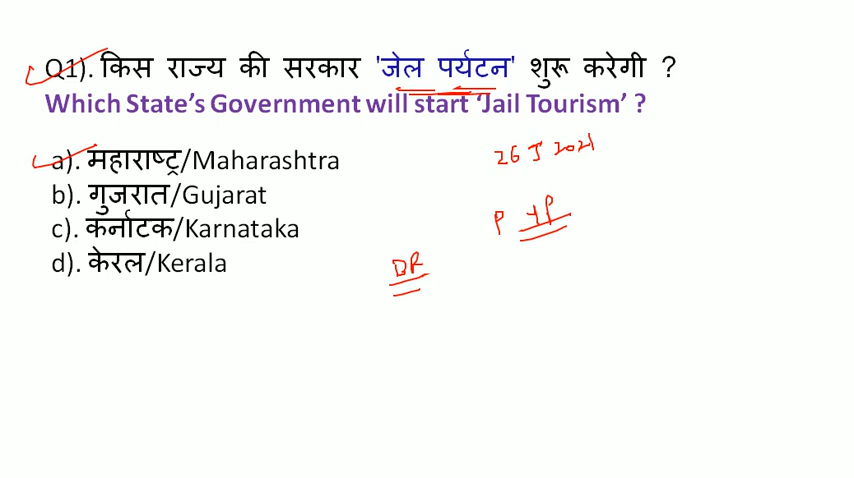 Q1). किस राज्य की सरकार 'जेल पर्यटन' शुरू करेगी ?
Which State's Government will start 'Jail Tourism' ?
a). महाराष्ट्र/Maharashtra
26 J 2021
b). गुजरात/Gujarat
P YP
c). कर्नाटक/Karnataka
d). केरल/Kerala